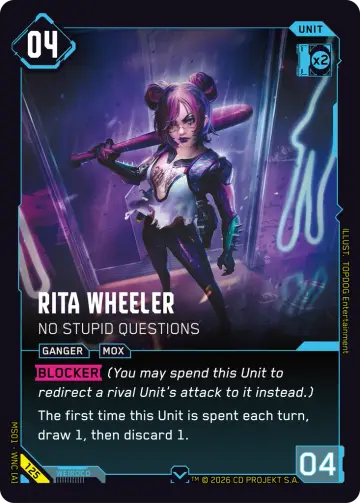 04
UNIT
x2
RITA WHEELER
NO STUPID QUESTIONS
GANGER
MOX
BLOCKER (You may spend this Unit to
redirect a rival Unit's attack to it instead.)
The first time this Unit is spent each turn,
draw 1, then discard 1.
ILLUST. TOPDOG Entertainment
125
WEIRDCO
™ © 2026 CD PROJEKT S.A.
04